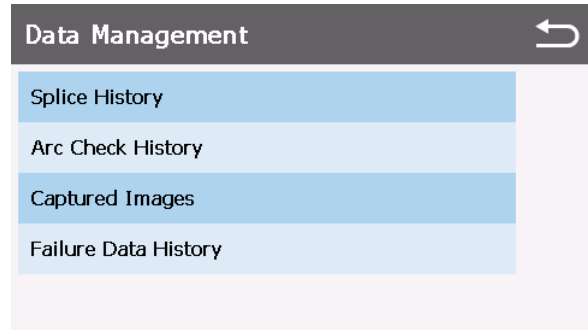 Data Management
Splice History
Arc Check History
Captured Images
Failure Data History